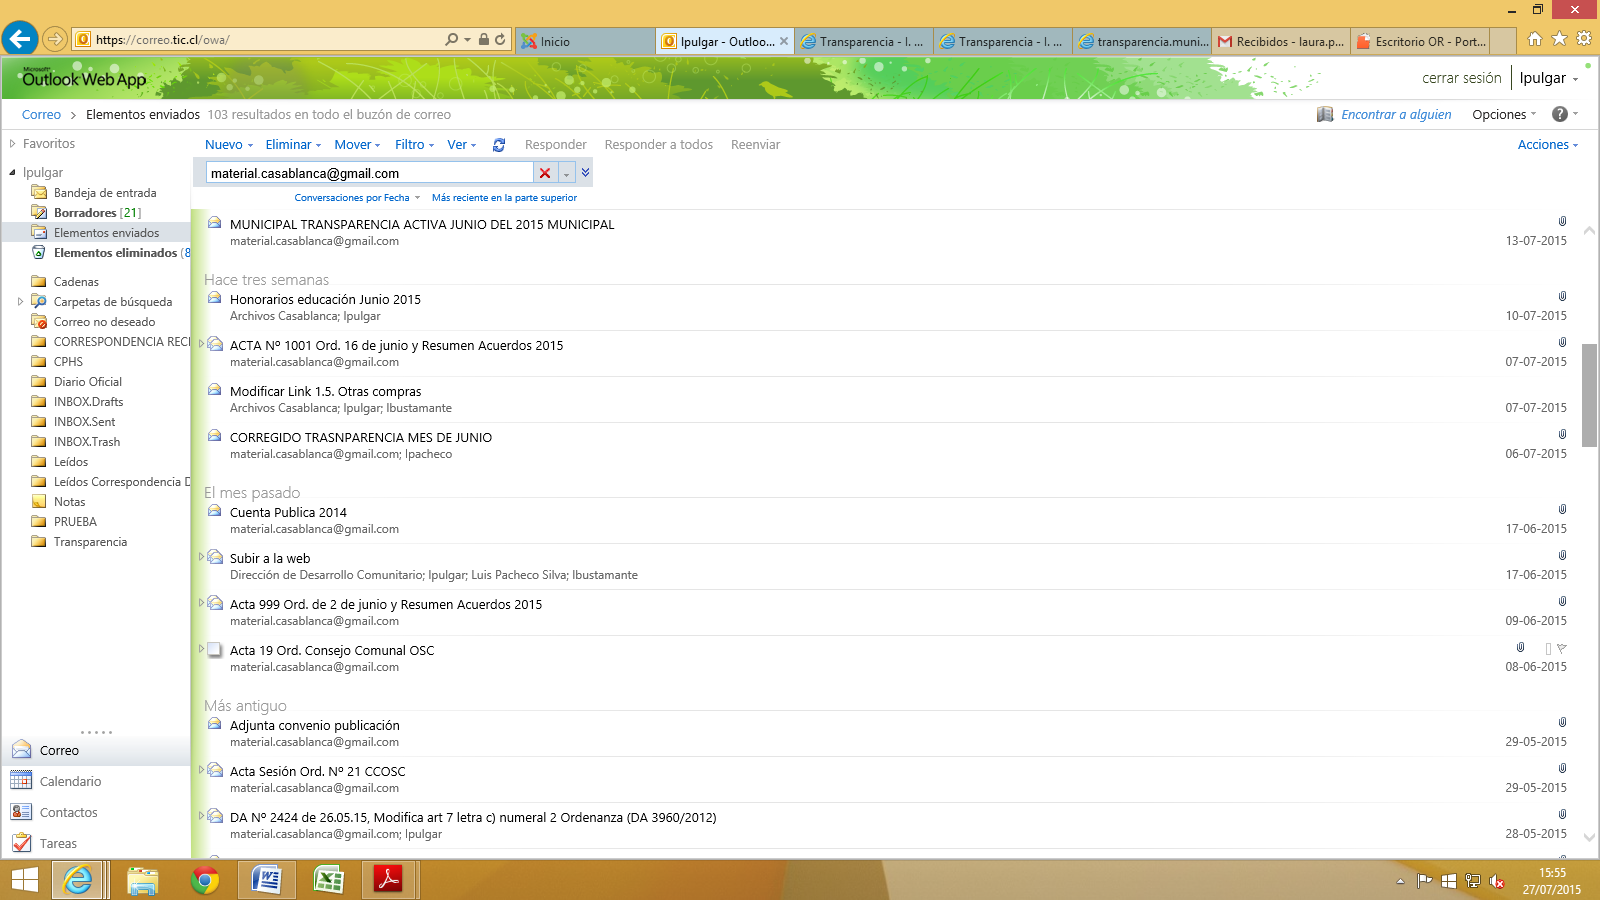 https://correo.tic.cl/owa/
Inicio
lpulgar - Outloo...
Transparencia - I. ...
Transparencia - I. ...
transparencia.muni...
Recibidos - laura.p...
Escritorio OR - Port...
Microsoft
Outlook Web App
cerrar sesión
lpulgar
Correo > Elementos enviados 103 resultados en todo el buzón de correo
Encontrar a alguien
Opciones
Favoritos
lpulgar
Bandeja de entrada
Borradores [21]
Elementos enviados
Elementos eliminados (8
Cadenas
Carpetas de búsqueda
Correo no deseado
CORRESPONDENCIA RECI
CPHS
Diario Oficial
INBOX.Drafts
INBOX.Sent
INBOX.Trash
Leídos
Leídos Correspondencia D
Notas
PRUEBA
Transparencia
Correo
Calendario
Contactos
Tareas
Nuevo Eliminar Mover Filtro Ver Responder Responder a todos Reenviar Acciones
material.casablanca@gmail.com
Conversaciones por Fecha Más reciente en la parte superior
MUNICIPAL TRANSPARENCIA ACTIVA JUNIO DEL 2015 MUNICIPAL
material.casablanca@gmail.com 13-07-2015
Hace tres semanas
Honorarios educación Junio 2015
Archivos Casablanca; lpulgar 10-07-2015
ACTA Nº 1001 Ord. 16 de junio y Resumen Acuerdos 2015
material.casablanca@gmail.com 07-07-2015
Modificar Link 1.5. Otras compras
Archivos Casablanca; lpulgar; lbustamante 07-07-2015
CORREGIDO TRASNPARENCIA MES DE JUNIO
material.casablanca@gmail.com; lpacheco 06-07-2015
El mes pasado
Cuenta Publica 2014
material.casablanca@gmail.com 17-06-2015
Subir a la web
Dirección de Desarrollo Comunitario; lpulgar; Luis Pacheco Silva; lbustamante 17-06-2015
Acta 999 Ord. de 2 de junio y Resumen Acuerdos 2015
material.casablanca@gmail.com 09-06-2015
Acta 19 Ord. Consejo Comunal OSC
material.casablanca@gmail.com 08-06-2015
Más antiguo
Adjunta convenio publicación
material.casablanca@gmail.com 29-05-2015
Acta Sesión Ord. Nº 21 CCOSC
material.casablanca@gmail.com 29-05-2015
DA Nº 2424 de 26.05.15, Modifica art 7 letra c) numeral 2 Ordenanza (DA 3960/2012)
material.casablanca@gmail.com; lpulgar 28-05-2015
15:55
27/07/2015